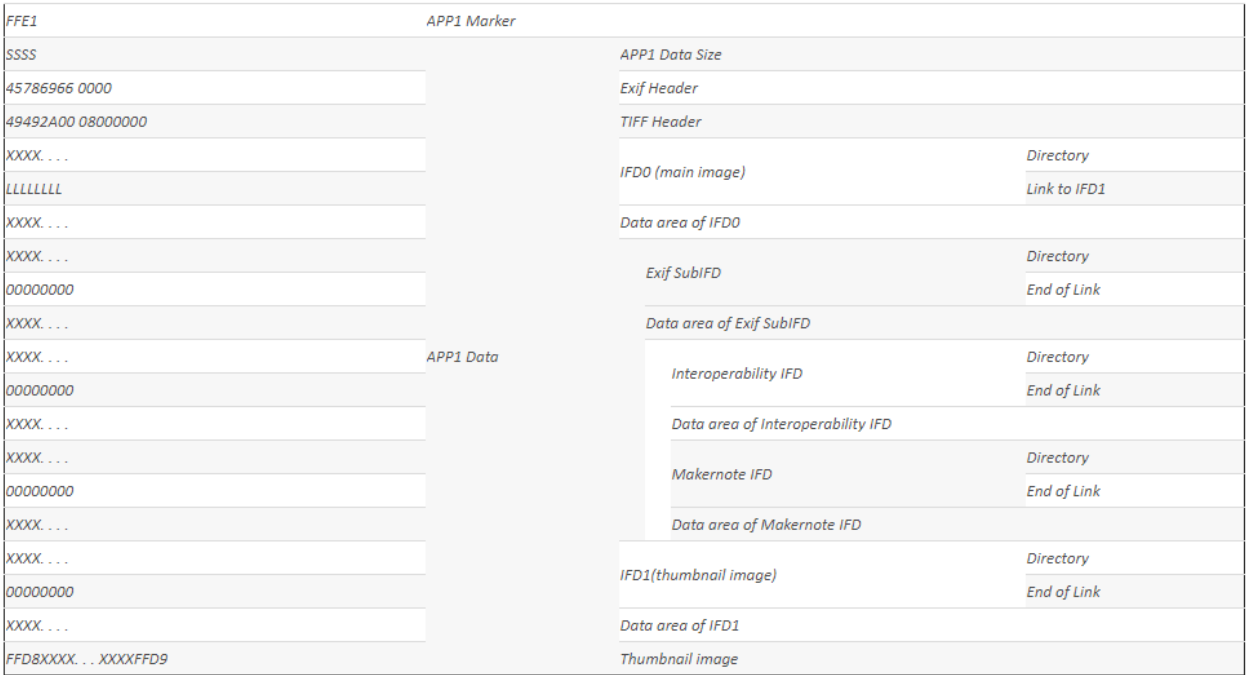 FFE1 APP1 Marker
SSSS APP1 Data Size
45786966 0000 Exif Header
49492A00 08000000 TIFF Header
XXXX. . . . IFD0 (main image) Directory
LLLLLLLL Link to IFD1
XXXX. . . . Data area of IFD0
XXXX. . . . Exif SubIFD Directory
00000000 End of Link
XXXX. . . . Data area of Exif SubIFD
XXXX. . . . APP1 Data Interoperability IFD Directory
00000000 End of Link
XXXX. . . . Data area of Interoperability IFD
XXXX. . . . Makernote IFD Directory
00000000 End of Link
XXXX. . . . Data area of Makernote IFD
XXXX. . . . IFD1(thumbnail image) Directory
00000000 End of Link
XXXX. . . . Data area of IFD1
FFD8XXXX. . . XXXXFFD9 Thumbnail image